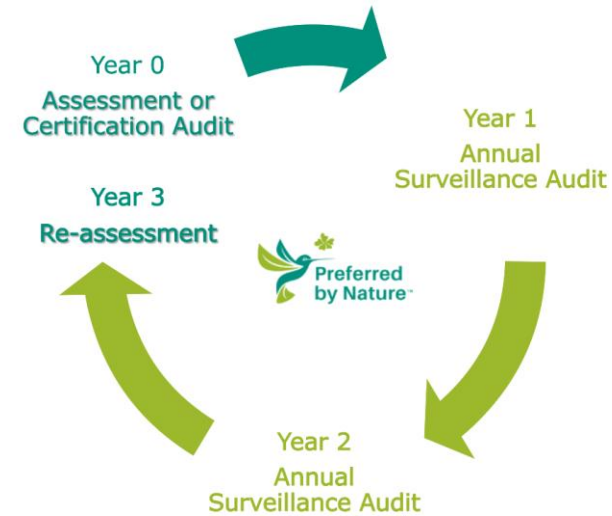 Year 0
Assessment or
Certification Audit
Year 1
Annual
Surveillance Audit
Year 3
Re-assessment
Preferred
by Nature™
Year 2
Annual
Surveillance Audit